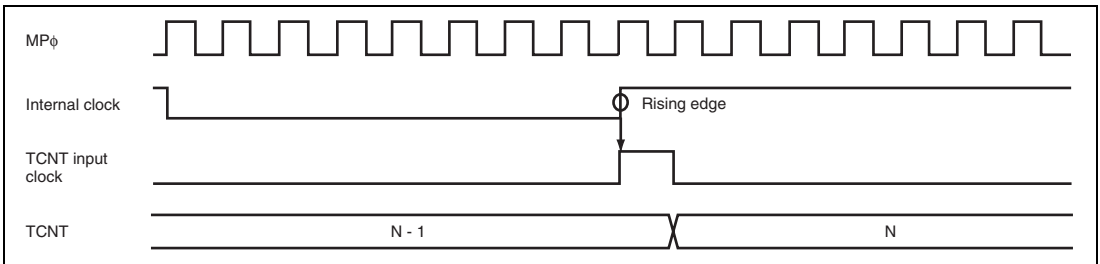 MPϕ
Internal clock
Rising edge
TCNT input
clock
TCNT
N - 1
N